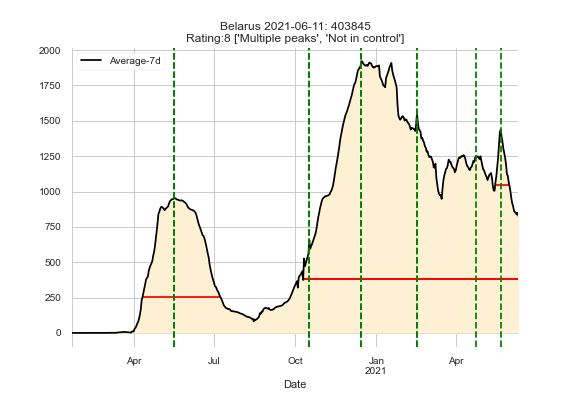 Belarus 2021-06-11: 403845
Rating:8 ['Multiple peaks', 'Not in control']
Average-7d
2000
1750
1500
1250
1000
750
500
250
0
Apr
Jul
Oct
Jan
2021
Apr
Date